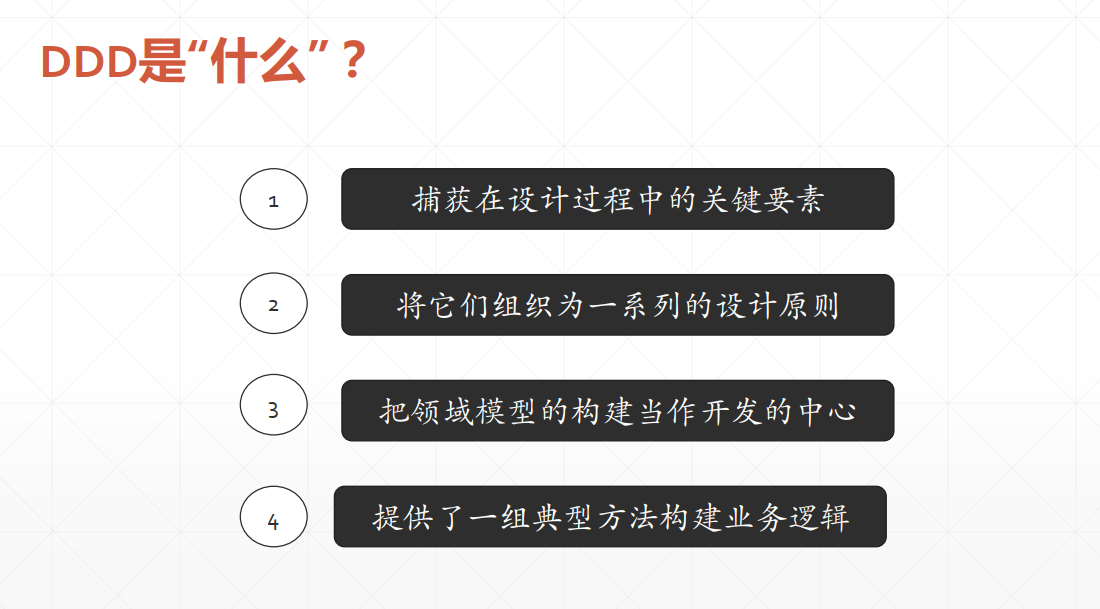 DDD是“什么”？
1 捕获在设计过程中的关键要素
2 将它们组织为一系列的设计原则
3 把领域模型的构建当作开发的中心
4 提供了一组典型方法构建业务逻辑